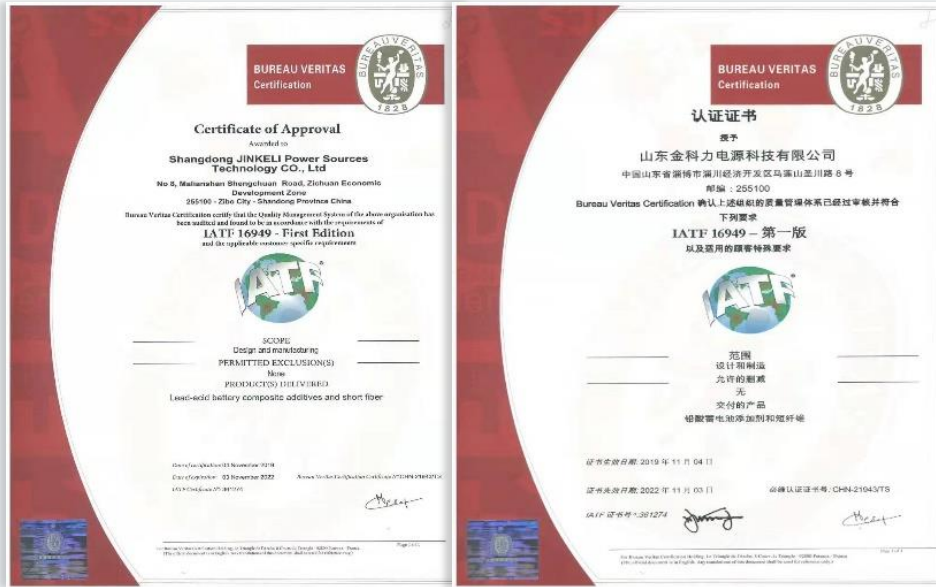 BUREAU VERITAS
Certification
BUREAU VERITAS
1828
Certificate of Approval
Awarded to
Shangdong JINKELI Power Sources
Technology CO., Ltd
No 8, Malianshan Shengchuan Road, Zichuan Economic
Development Zone
255100 - Zibo City - Shandong Province China
Bureau Veritas Certification certify that the Quality Management System of the above organisation has
been audited and found to be in accordance with the requirements of
IATF 16949 - First Edition
and the applicable customer specific requirements
IATF
SCOPE
Design and manufacturing
PERMITTED EXCLUSION(S)
None
PRODUCT(S) DELIVERED
Lead-acid battery composite additives and short fiber
Date of certification: 03 November 2019
Date of expiration: 03 November 2022
Bureau Veritas Certification Certificate
IATF Certificate
BUREAU VERITAS
Certification
BUREAU VERITAS
1828
认证证书
授予
山东金科力电源科技有限公司
中国山东省淄博市淄川经济开发区马莲山圣川路 8 号
邮编：255100
Bureau Veritas Certification 确认上述组织的质量管理体系已经过审核并符合
下列要求
IATF 16949 – 第一版
以及适用的顾客特殊要求
IATF
范围
设计和制造
允许的删减
无
交付的产品
铅酸蓄电池添加剂和短纤维
证书生效日期: 2019 年 11 月 04 日
证书失效日期: 2022 年 11 月 03 日
必维认证证书号: CHN-21943/TS
IATF 证书号：361274